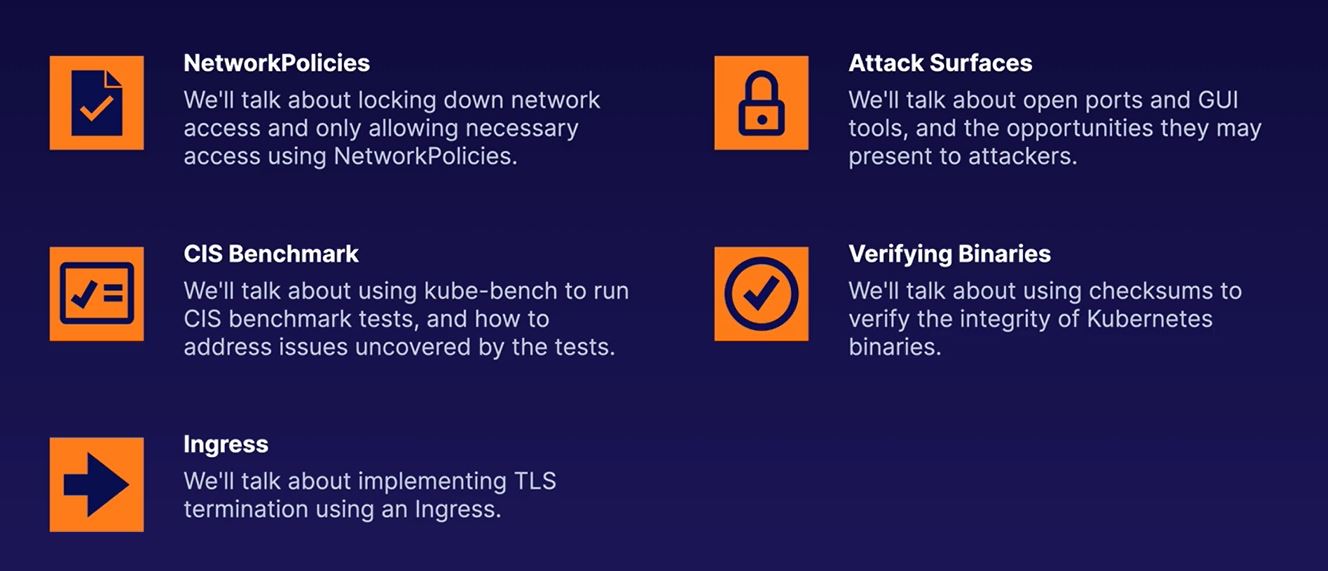 NetworkPolicies
We'll talk about locking down network
access and only allowing necessary
access using NetworkPolicies.
Attack Surfaces
We'll talk about open ports and GUI
tools, and the opportunities they may
present to attackers.
CIS Benchmark
We'll talk about using kube-bench to run
CIS benchmark tests, and how to
address issues uncovered by the tests.
Verifying Binaries
We'll talk about using checksums to
verify the integrity of Kubernetes
binaries.
Ingress
We'll talk about implementing TLS
termination using an Ingress.